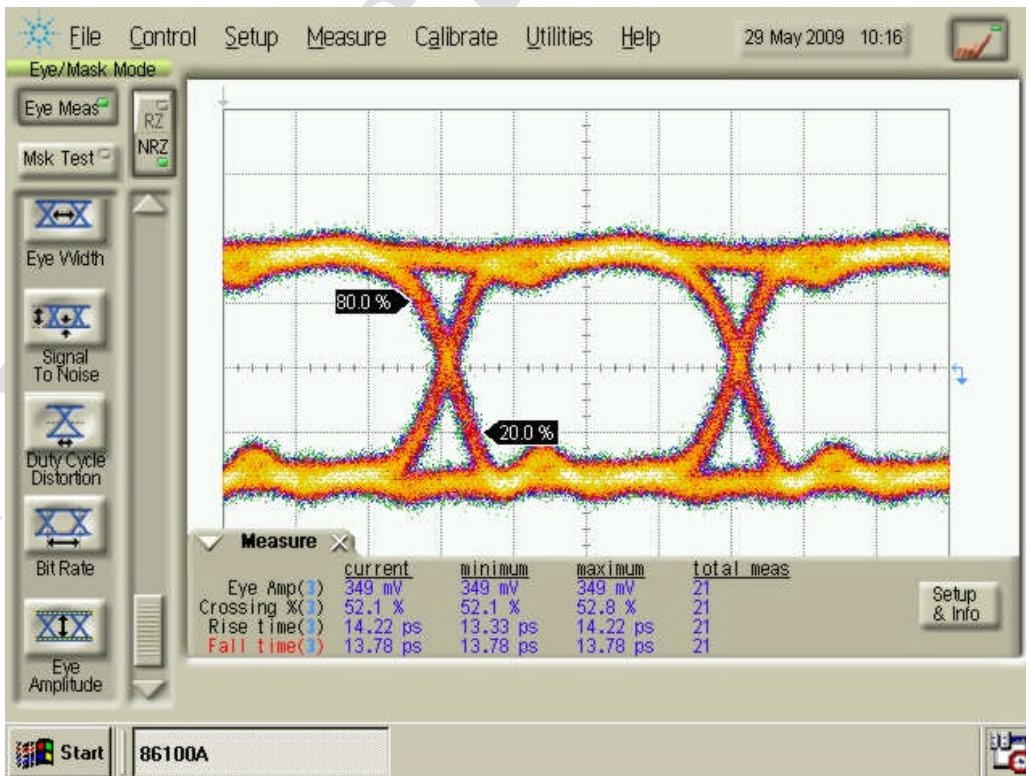 File Control Setup Measure Calibrate Utilities Help 29 May 2009 10:16
Eye/Mask Mode
Eye Meas
RZ
NRZ
Msk Test
Eye Width
80.0 %
Signal
To Noise
20.0 %
Duty Cycle
Distortion
Measure
Bit Rate
current minimum maximum total meas
Eye Amp(3) 349 mV 349 mV 349 mV 21
Crossing %(3) 52.1 % 52.1 % 52.8 % 21
Rise time(3) 14.22 ps 13.33 ps 14.22 ps 21
Fall time(3) 13.78 ps 13.78 ps 13.78 ps 21
Setup
& Info
Eye
Amplitude
Start 86100A